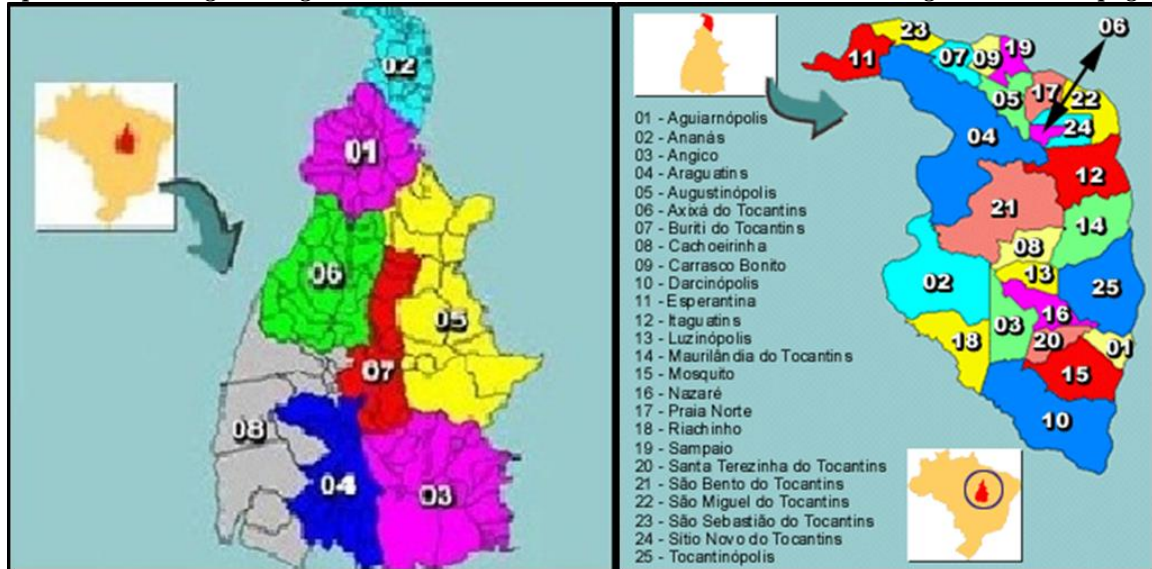 02
01
06
05
07
08
04
03
23
06
19
07
09
11
17
22
05
24
04
12
21
14
08
02
13
25
16
03
18
20
01
15
10
01 - Aguiarnópolis
02 - Ananás
03 - Angico
04 - Araguatins
05 - Augustinópolis
06 - Axixá do Tocantins
07 - Buriti do Tocantins
08 - Cachoeirinha
09 - Carrasco Bonito
10 - Darcinópolis
11 - Esperantina
12 - Itaguatins
13 - Luzinópolis
14 - Maurilândia do Tocantins
15 - Mosquito
16 - Nazaré
17 - Praia Norte
18 - Riachinho
19 - Sampaio
20 - Santa Terezinha do Tocantins
21 - São Bento do Tocantins
22 - São Miguel do Tocantins
23 - São Sebastião do Tocantins
24 - Sítio Novo do Tocantins
25 - Tocantinópolis